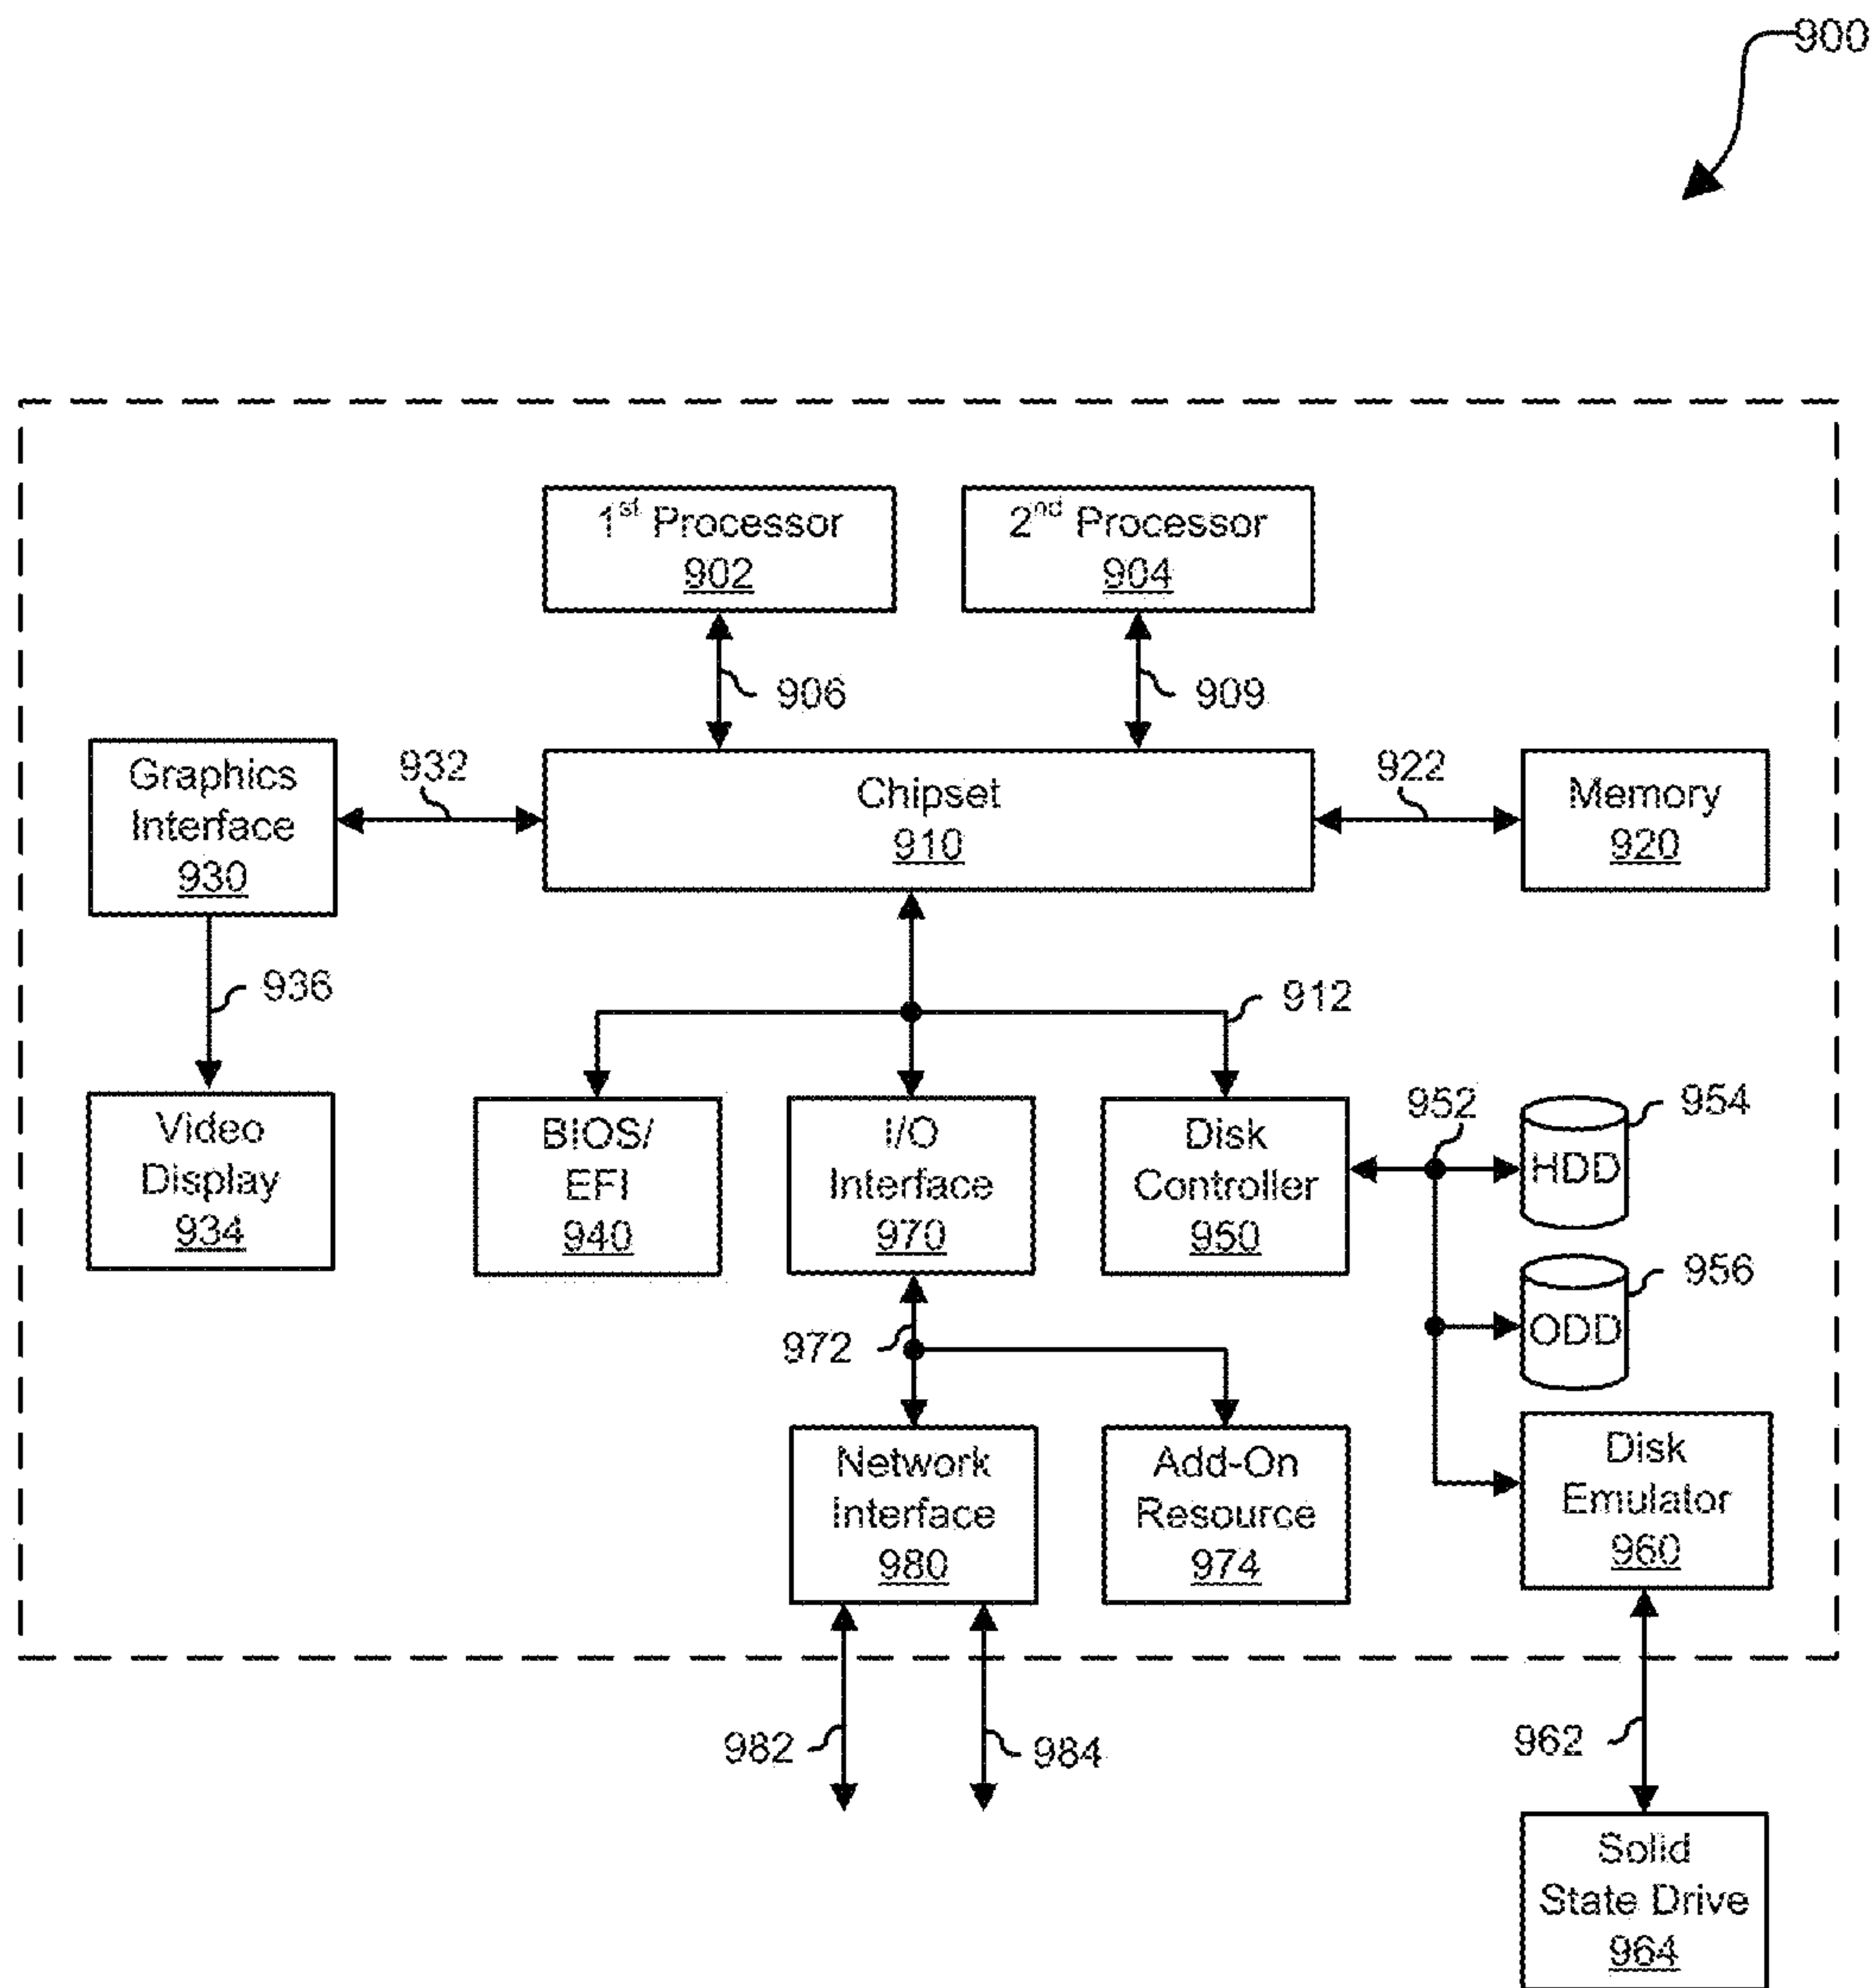 900
1st Processor
902
2nd Processor
904
906
909
Graphics
Interface
930
932
Chipset
910
922
Memory
920
936
912
Video
Display
934
BIOS/
EFI
940
I/O
Interface
970
Disk
Controller
950
952
954
HDD
956
ODD
972
Network
Interface
980
Add-On
Resource
974
Disk
Emulator
960
982
984
962
Solid
State Drive
964